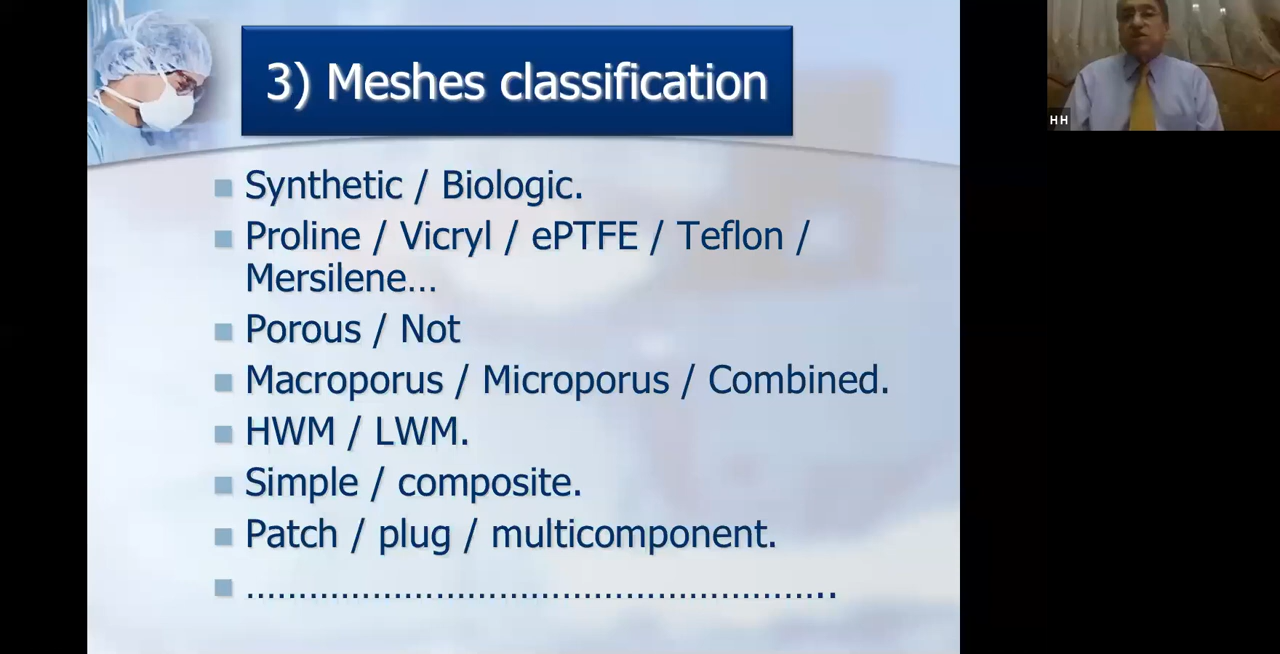 3) Meshes classification
Synthetic / Biologic.
Proline / Vicryl / ePTFE / Teflon /
Mersilene...
Porous / Not
Macroporus / Microporus / Combined.
HWM / LWM.
Simple / composite.
Patch / plug / multicomponent.
........................................................
HH